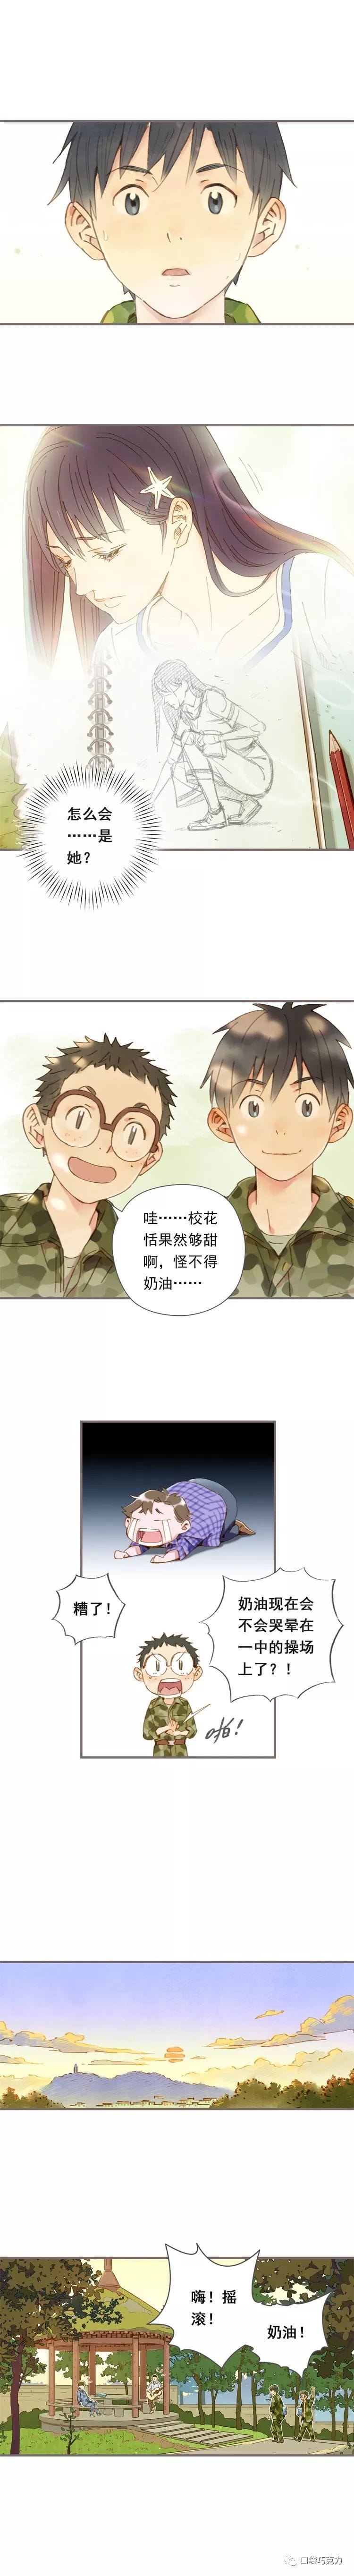 怎么会
……是
她？
哇……校花
恬果然够甜
啊，怪不得
奶油……
糟了！
奶油现在会
不会哭晕在
一中的操场
上了？！
啪！
嗨！摇
滚！
奶油！
口袋巧克力